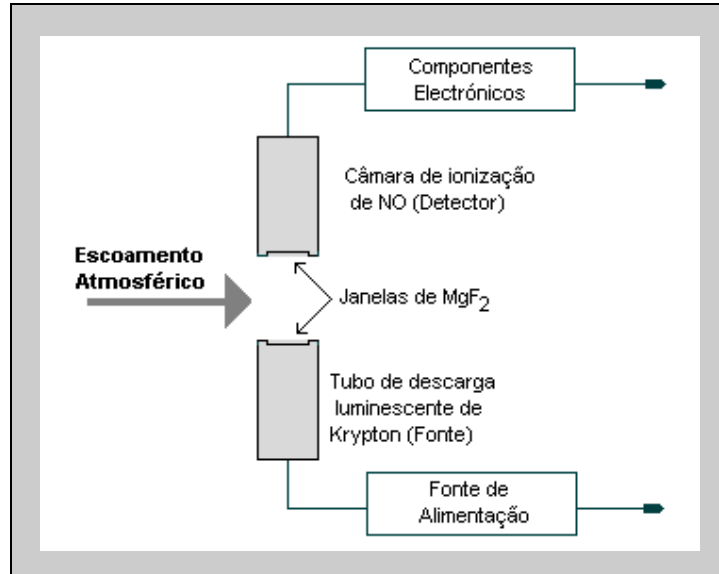 Componentes
Electrónicos
Câmara de ionização
de NO (Detector)
Escoamento
Atmosférico
Janelas de MgF2
Tubo de descarga
luminescente de
Krypton (Fonte)
Fonte de
Alimentação